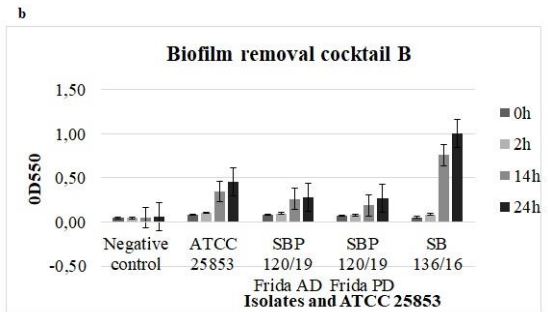 b
Biofilm removal cocktail B
1,50
1,00
0,50
0,00
-0,50
0D550
Negative control
ATCC 25853
SBP 120/19 Frida AD
SBP 120/19 Frida PD
SB 136/16
Isolates and ATCC 25853
0h
2h
14h
24h